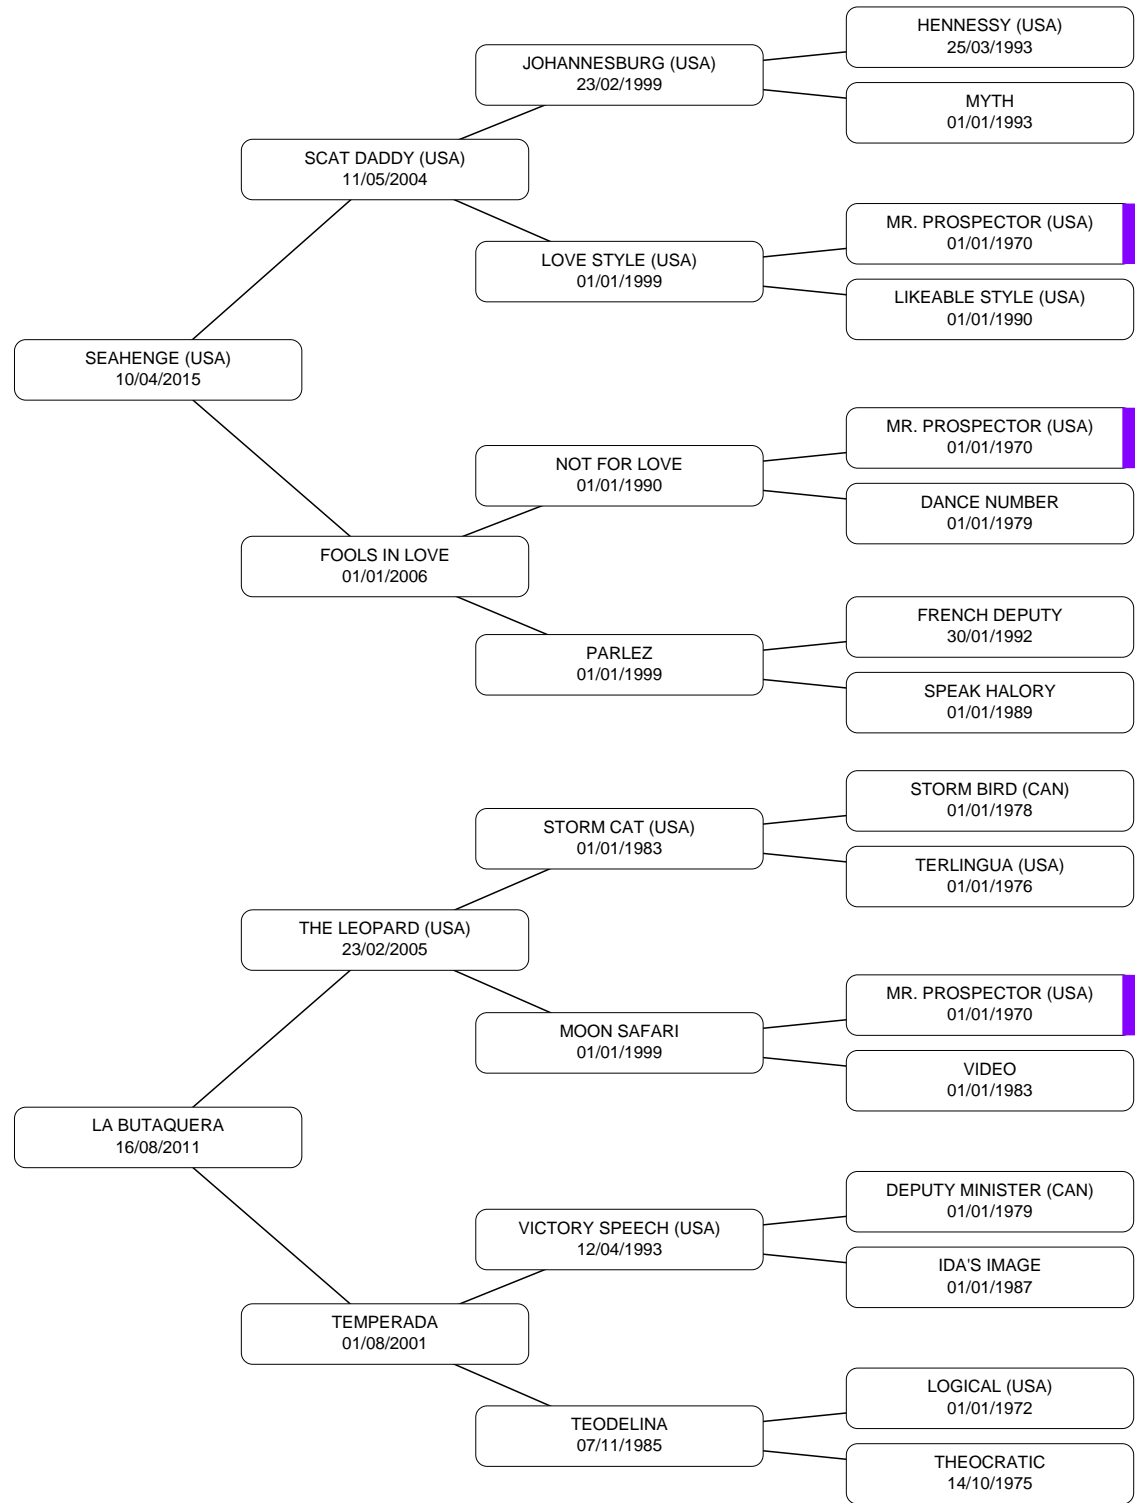 HENNESSY (USA)
25/03/1993
JOHANNESBURG (USA)
23/02/1999
MYTH
01/01/1993
SCAT DADDY (USA)
11/05/2004
MR. PROSPECTOR (USA)
01/01/1970
LOVE STYLE (USA)
01/01/1999
LIKEABLE STYLE (USA)
01/01/1990
SEAHENGE (USA)
10/04/2015
MR. PROSPECTOR (USA)
01/01/1970
NOT FOR LOVE
01/01/1990
DANCE NUMBER
01/01/1979
FOOLS IN LOVE
01/01/2006
FRENCH DEPUTY
30/01/1992
PARLEZ
01/01/1999
SPEAK HALORY
01/01/1989
STORM BIRD (CAN)
01/01/1978
STORM CAT (USA)
01/01/1983
TERLINGUA (USA)
01/01/1976
THE LEOPARD (USA)
23/02/2005
MR. PROSPECTOR (USA)
01/01/1970
MOON SAFARI
01/01/1999
VIDEO
01/01/1983
LA BUTAQUERA
16/08/2011
DEPUTY MINISTER (CAN)
01/01/1979
VICTORY SPEECH (USA)
12/04/1993
IDA'S IMAGE
01/01/1987
TEMPERADA
01/08/2001
LOGICAL (USA)
01/01/1972
TEODELINA
07/11/1985
THEOCRATIC
14/10/1975